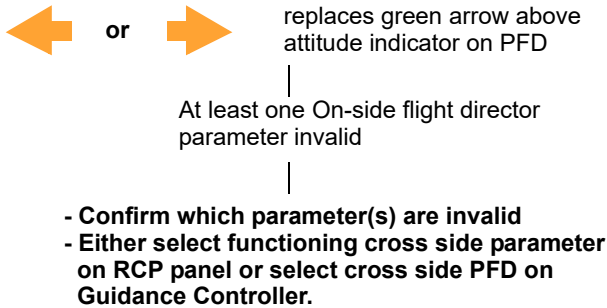 or
replaces green arrow above
attitude indicator on PFD
At least one On-side flight director
parameter invalid
- Confirm which parameter(s) are invalid
- Either select functioning cross side parameter
on RCP panel or select cross side PFD on
Guidance Controller.